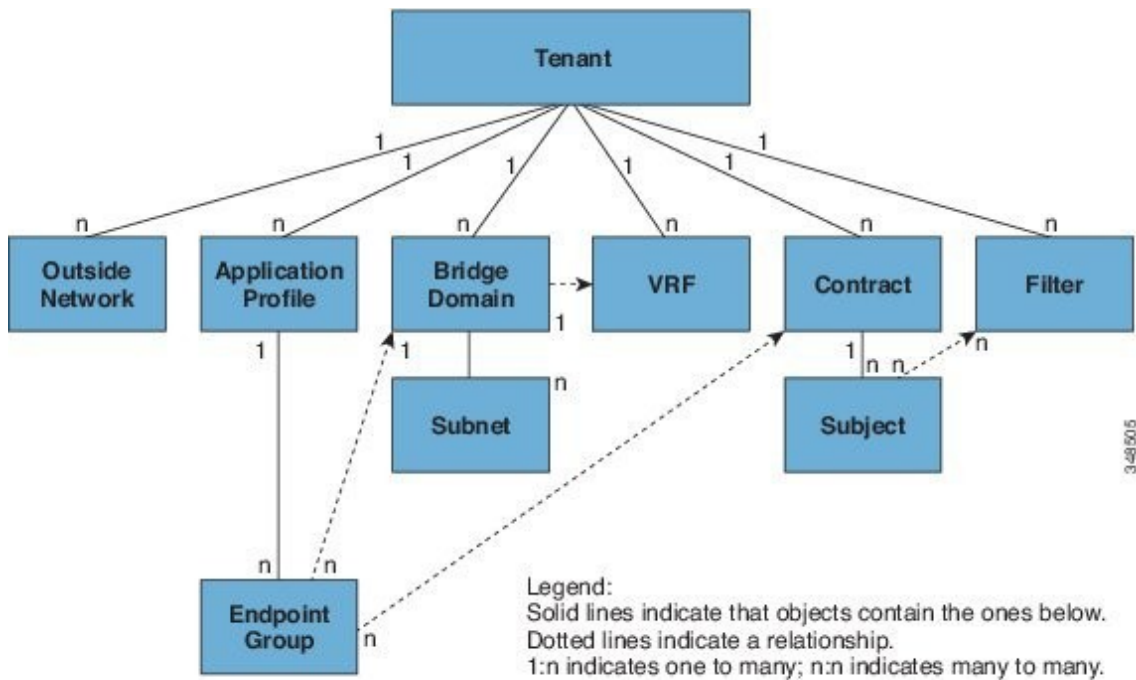 Tenant
1
1
1
1
1
1
n
n
n
n
n
n
Outside
Network
Application
Profile
Bridge
Domain
VRF
Contract
Filter
1
1
1
1
n
n
n
n
Subnet
Subject
348505
n
n
Endpoint
Group
n
Legend:
Solid lines indicate that objects contain the ones below.
Dotted lines indicate a relationship.
1:n indicates one to many; n:n indicates many to many.